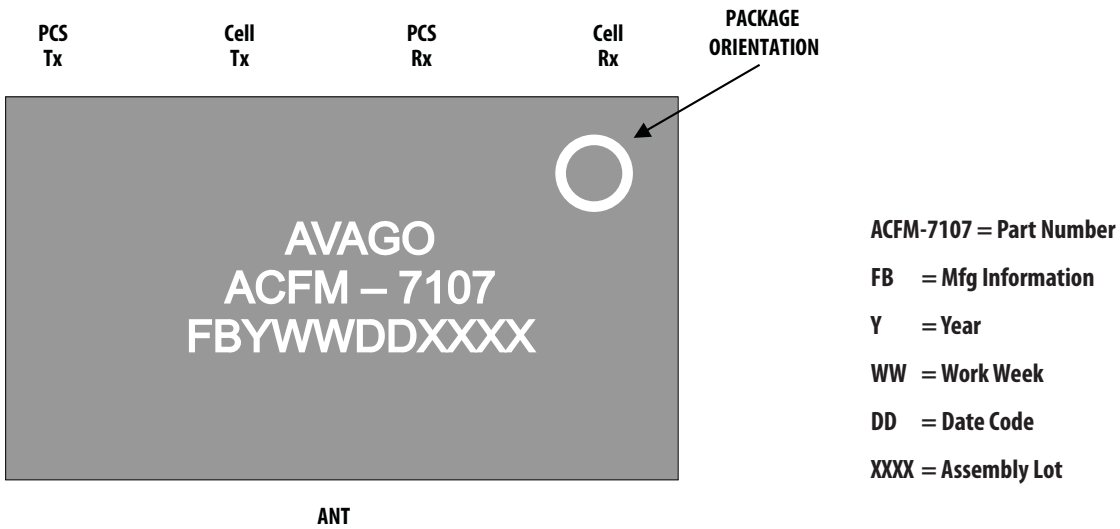 PCS
Tx
Cell
Tx
PCS
Rx
Cell
Rx
PACKAGE
ORIENTATION
AVAGO
ACFM – 7107
FBYWWDDXXXX
ACFM-7107 = Part Number
FB = Mfg Information
Y = Year
WW = Work Week
DD = Date Code
XXXX = Assembly Lot
ANT